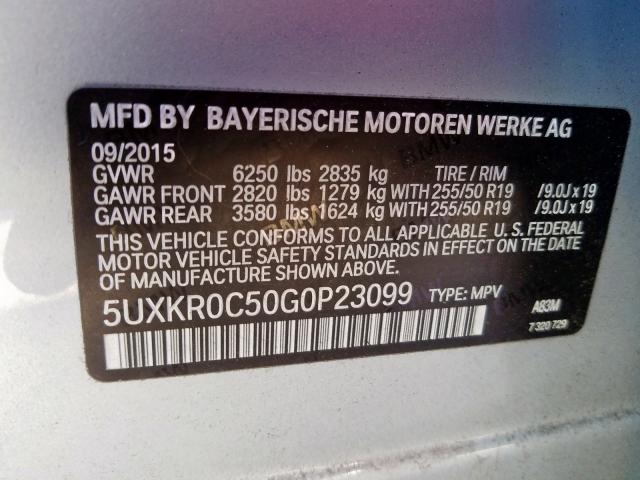 MFD BY BAYERISCHE MOTOREN WERKE AG
09/2015
GVWR 6250 lbs 2835 kg TIRE / RIM
GAWR FRONT 2820 lbs 1279 kg WITH 255/50 R19 /9.0J x 19
GAWR REAR 3580 lbs 1624 kg WITH 255/50 R19 /9.0J x 19
THIS VEHICLE CONFORMS TO ALL APPLICABLE U.S. FEDERAL
MOTOR VEHICLE SAFETY STANDARDS IN EFFECT ON THE DATE
OF MANUFACTURE SHOWN ABOVE.
5UXKR0C50G0P23099 TYPE: MPV A83M
7 320 729